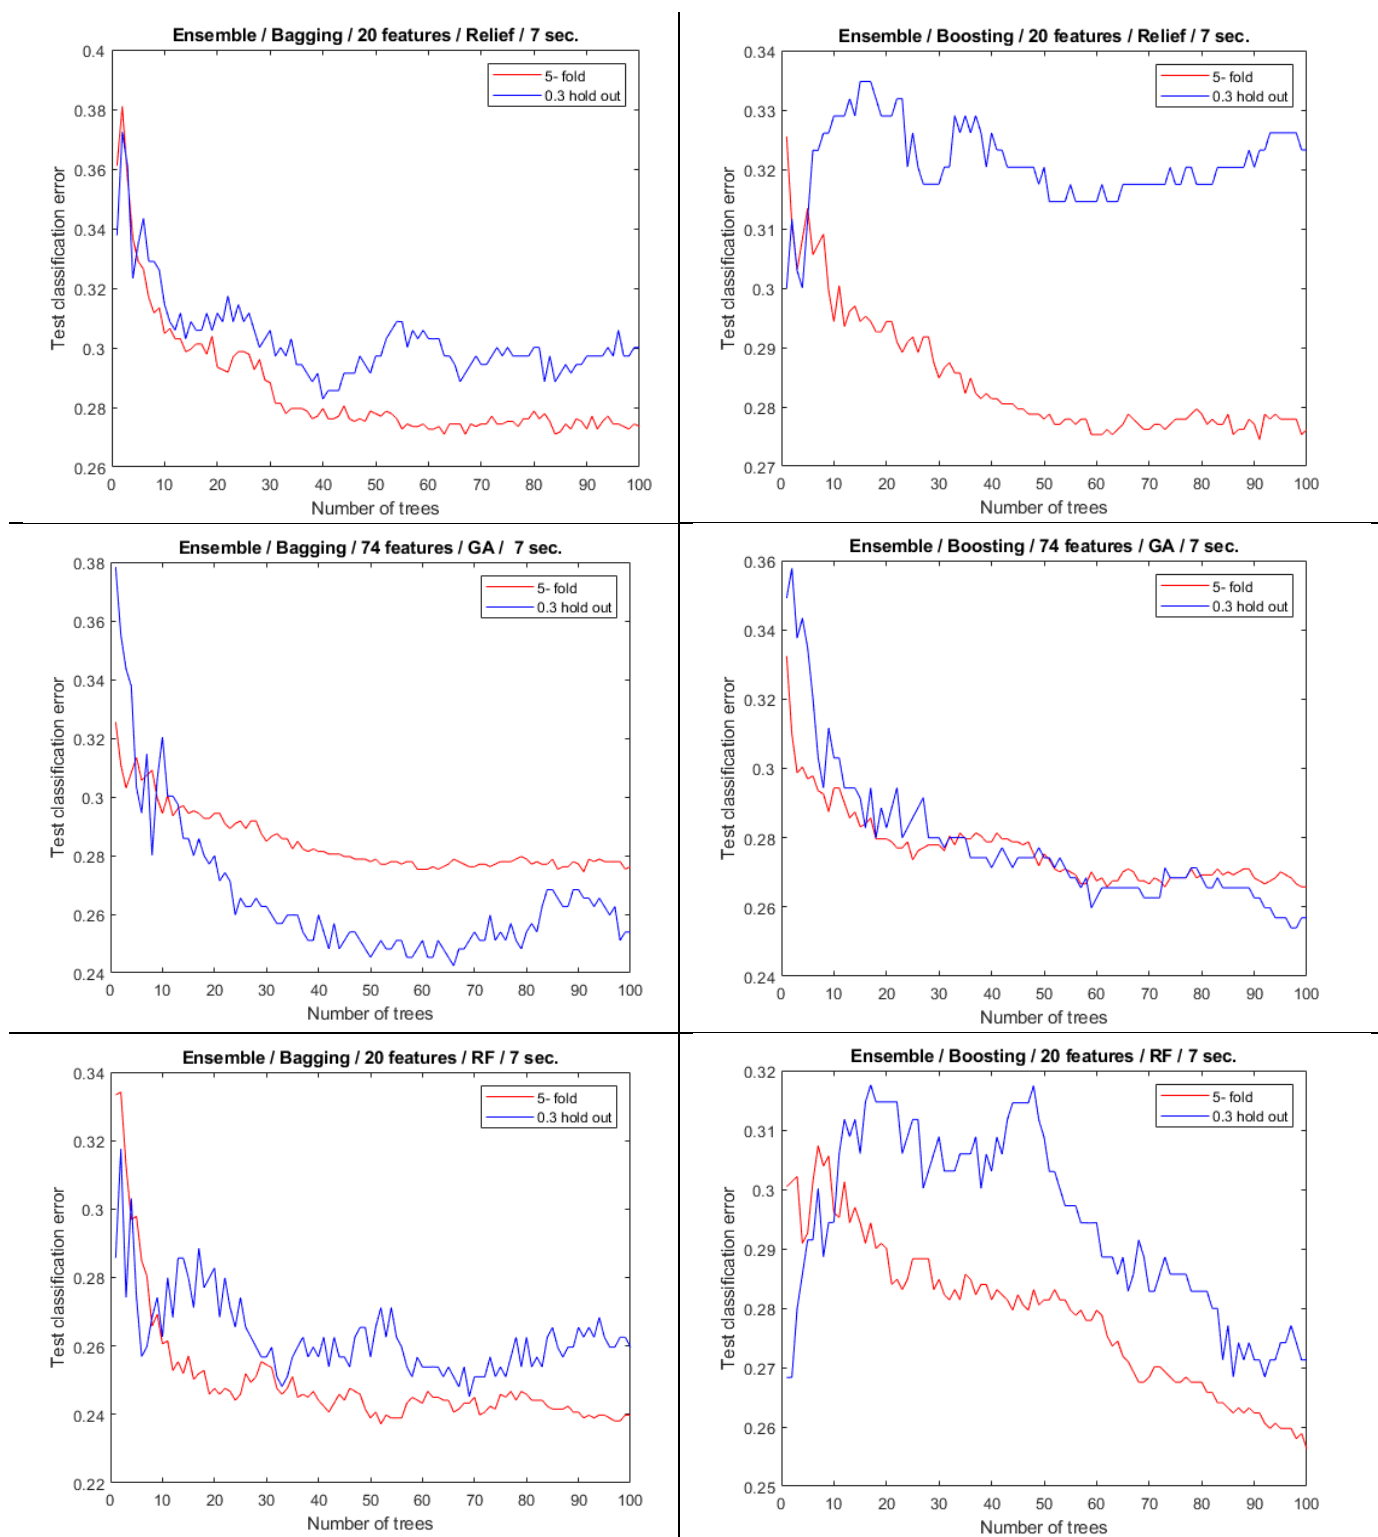 Ensemble / Bagging / 20 features / Relief / 7 sec.
5- fold
0.3 hold out
Test classification error
0.4
0.38
0.36
0.34
0.32
0.3
0.28
0.26
0 10 20 30 40 50 60 70 80 90 100
Number of trees
Ensemble / Boosting / 20 features / Relief / 7 sec.
5- fold
0.3 hold out
Test classification error
0.34
0.33
0.32
0.31
0.3
0.29
0.28
0.27
0 10 20 30 40 50 60 70 80 90 100
Number of trees
Ensemble / Bagging / 74 features / GA / 7 sec.
5- fold
0.3 hold out
Test classification error
0.38
0.36
0.34
0.32
0.3
0.28
0.26
0.24
0 10 20 30 40 50 60 70 80 90 100
Number of trees
Ensemble / Boosting / 74 features / GA / 7 sec.
5- fold
0.3 hold out
Test classification error
0.36
0.34
0.32
0.3
0.28
0.26
0.24
0 10 20 30 40 50 60 70 80 90 100
Number of trees
Ensemble / Bagging / 20 features / RF / 7 sec.
5- fold
0.3 hold out
Test classification error
0.34
0.32
0.3
0.28
0.26
0.24
0.22
0 10 20 30 40 50 60 70 80 90 100
Number of trees
Ensemble / Boosting / 20 features / RF / 7 sec.
5- fold
0.3 hold out
Test classification error
0.32
0.31
0.3
0.29
0.28
0.27
0.26
0.25
0 10 20 30 40 50 60 70 80 90 100
Number of trees